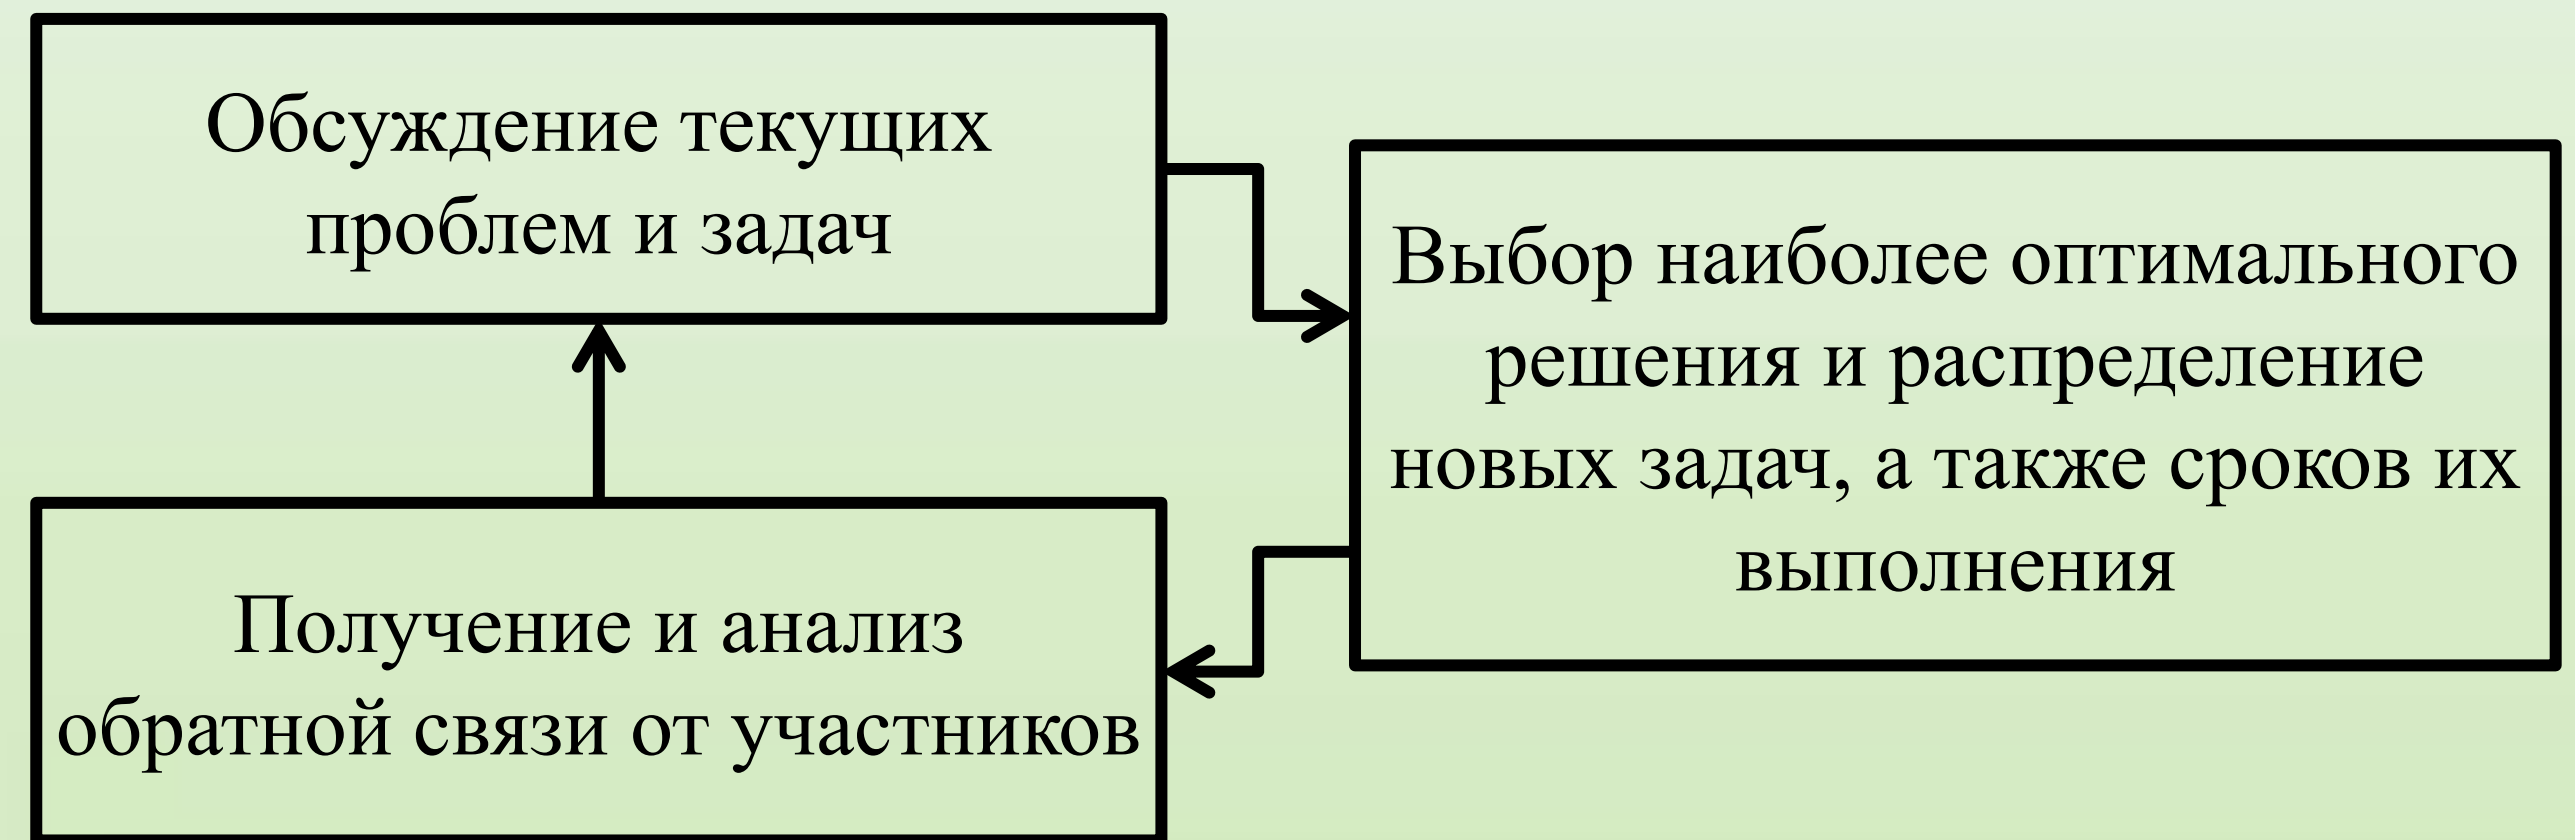 Обсуждение текущих
проблем и задач
Выбор наиболее оптимального
решения и распределение
новых задач, а также сроков их
выполнения
Получение и анализ
обратной связи от участников